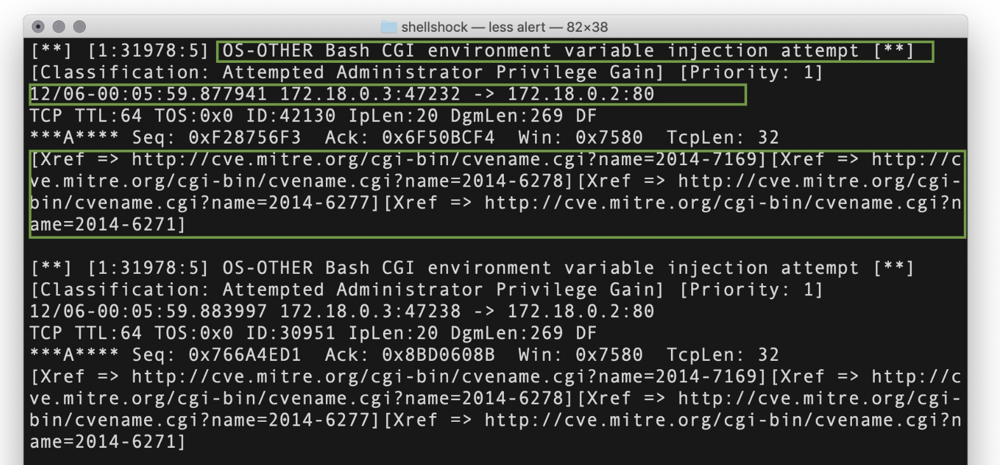 shellshock — less alert — 82×38
[**] [1:31978:5] OS-OTHER Bash CGI environment variable injection attempt [**]
[Classification: Attempted Administrator Privilege Gain] [Priority: 1]
12/06-00:05:59.877941 172.18.0.3:47232 -> 172.18.0.2:80
TCP TTL:64 TOS:0x0 ID:42130 IpLen:20 DgmLen:269 DF
***A**** Seq: 0xF28756F3  Ack: 0x6F50BCF4  Win: 0x7580  TcpLen: 32
[Xref => http://cve.mitre.org/cgi-bin/cvename.cgi?name=2014-7169][Xref => http://c
ve.mitre.org/cgi-bin/cvename.cgi?name=2014-6278][Xref => http://cve.mitre.org/cgi-
bin/cvename.cgi?name=2014-6277][Xref => http://cve.mitre.org/cgi-bin/cvename.cgi?n
ame=2014-6271]
[**] [1:31978:5] OS-OTHER Bash CGI environment variable injection attempt [**]
[Classification: Attempted Administrator Privilege Gain] [Priority: 1]
12/06-00:05:59.883997 172.18.0.3:47238 -> 172.18.0.2:80
TCP TTL:64 TOS:0x0 ID:30951 IpLen:20 DgmLen:269 DF
***A**** Seq: 0x766A4ED1  Ack: 0x8BD0608B  Win: 0x7580  TcpLen: 32
[Xref => http://cve.mitre.org/cgi-bin/cvename.cgi?name=2014-7169][Xref => http://c
ve.mitre.org/cgi-bin/cvename.cgi?name=2014-6278][Xref => http://cve.mitre.org/cgi-
bin/cvename.cgi?name=2014-6277][Xref => http://cve.mitre.org/cgi-bin/cvename.cgi?n
ame=2014-6271]